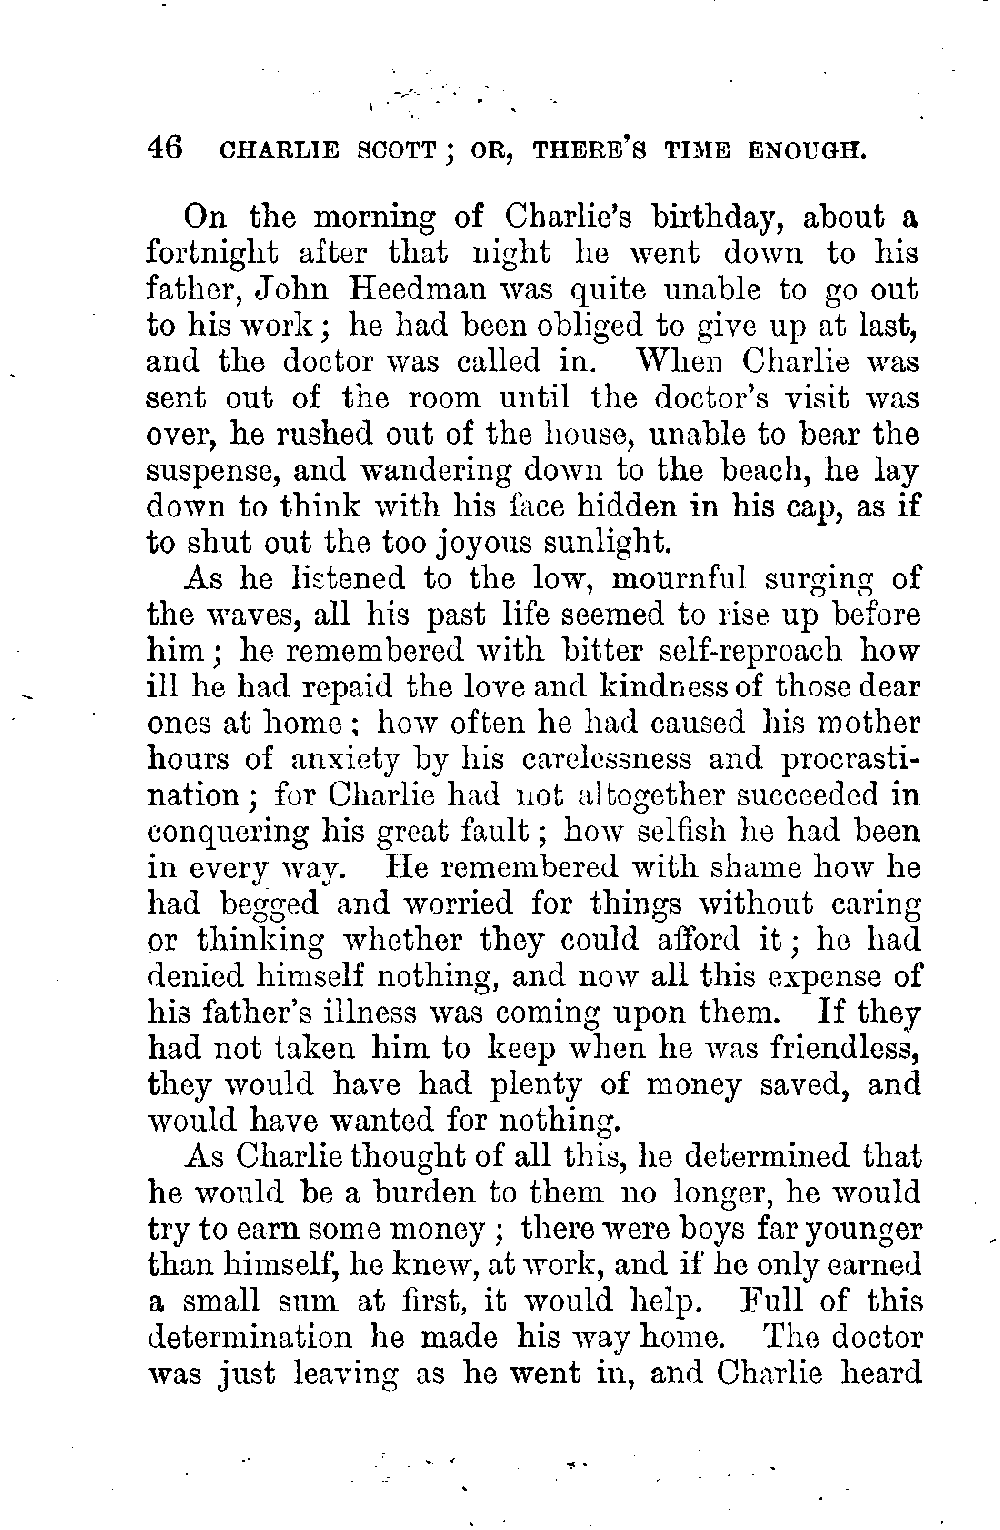 46 CHARLIE SCOTT; OR, THERE'S TIME ENOUGH.
On the morning of Charlie's birthday, about a
fortnight after that night he went down to his
father, John Heedman was quite unable to go out
to his work; he had been obliged to give up at last,
and the doctor was called in. When Charlie was
sent out of the room until the doctor's visit was
over, he rushed out of the house, unable to bear the
suspense, and wandering down to the beach, he lay
down to think with his face hidden in his cap, as if
to shut out the too joyous sunlight.
As he listened to the low, mournful surging of
the waves, all his past life seemed to rise up before
him; he remembered with bitter self-reproach how
ill he had repaid the love and kindness of those dear
ones at home; how often he had caused his mother
hours of anxiety by his carelessness and procrasti-
nation; for Charlie had not altogether succeeded in
conquering his great fault; how selfish he had been
in every way. He remembered with shame how he
had begged and worried for things without caring
or thinking whether they could afford it; he had
denied himself nothing, and now all this expense of
his father's illness was coming upon them. If they
had not taken him to keep when he was friendless,
they would have had plenty of money saved, and
would have wanted for nothing.
As Charlie thought of all this, he determined that
he would be a burden to them no longer, he would
try to earn some money; there were boys far younger
than himself, he knew, at work, and if he only earned
a small sum at first, it would help. Full of this
determination he made his way home. The doctor
was just leaving as he went in, and Charlie heard